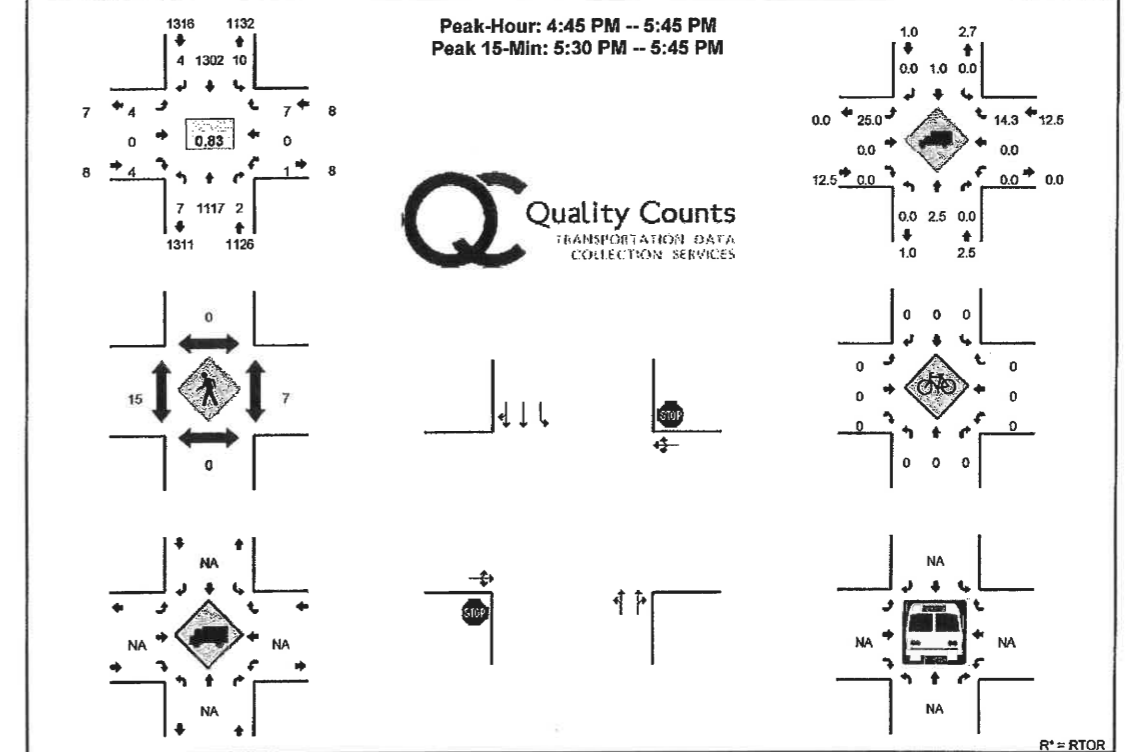 Peak-Hour: 4:45 PM -- 5:45 PM
Peak 15-Min: 5:30 PM -- 5:45 PM
1316 1132
4 1302 10
7 4 7 8
0 0.83 0
8 4 1 8
7 1117 2
1311 1126
1.0 2.7
0.0 1.0 0.0
0.0 25.0 14.3 12.5
0.0 0.0
12.5 0.0 0.0 0.0
0.0 2.5 0.0
1.0 2.5
Quality Counts
TRANSPORTATION DATA
COLLECTION SERVICES
0
15 7
0
STOP
STOP
0 0 0
0 0
0 0
0 0
0 0 0
NA
NA NA
NA
NA
NA NA
NA
R* = RTOR